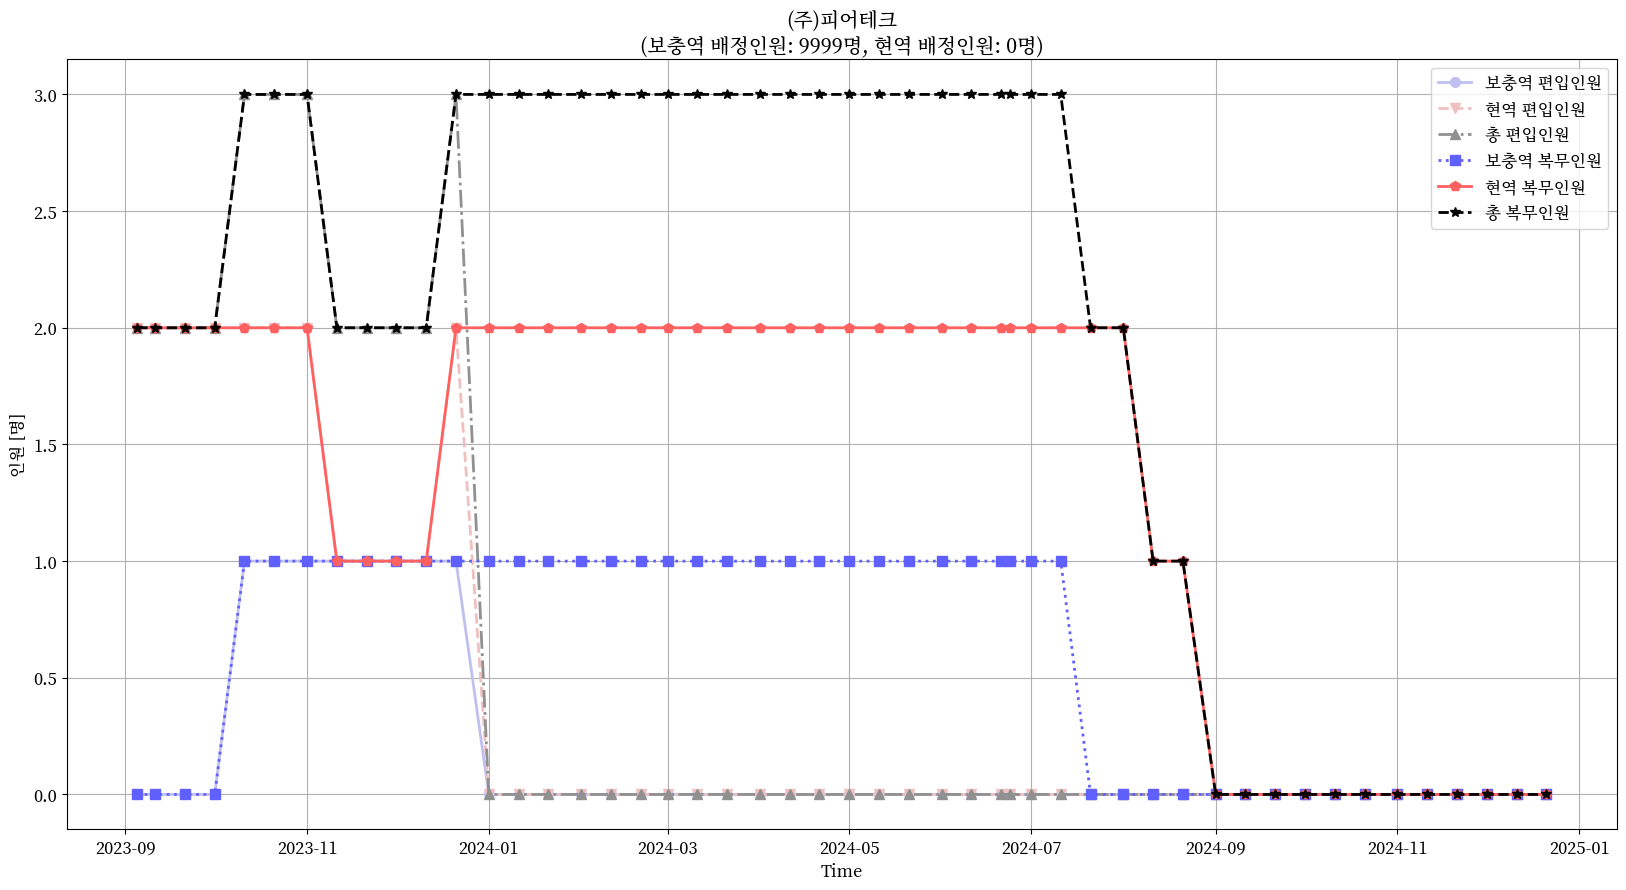 (주)피어테크
(보충역 배정인원: 9999명, 현역 배정인원: 0명)
보충역 편입인원
현역 편입인원
총 편입인원
보충역 복무인원
현역 복무인원
총 복무인원
3.0
2.5
2.0
1.5
1.0
0.5
0.0
인원 [명]
2023-09 2023-11 2024-01 2024-03 2024-05 2024-07 2024-09 2024-11 2025-01
Time